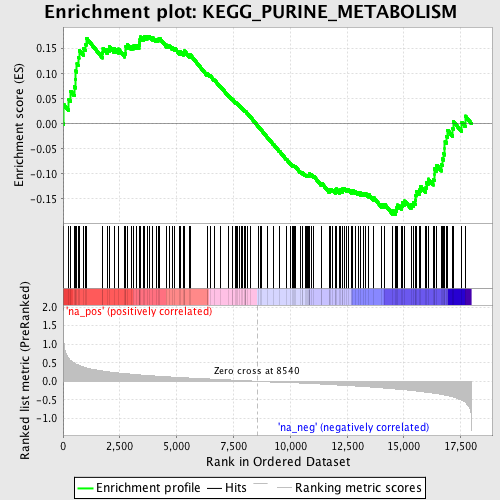 Enrichment plot: KEGG_PURINE_METABOLISM
Enrichment score (ES)
0.15
0.10
0.05
0.00
-0.05
-0.10
-0.15
'na_pos' (positively correlated)
Ranked list metric (PreRanked)
2.0
1.5
1.0
0.5
0.0
-0.5
-1.0
Zero cross at 8540
'na_neg' (negatively correlated)
0
2,500
5,000
7,500
10,000
12,500
15,000
17,500
Rank in Ordered Dataset
Enrichment profile
Hits
Ranking metric scores